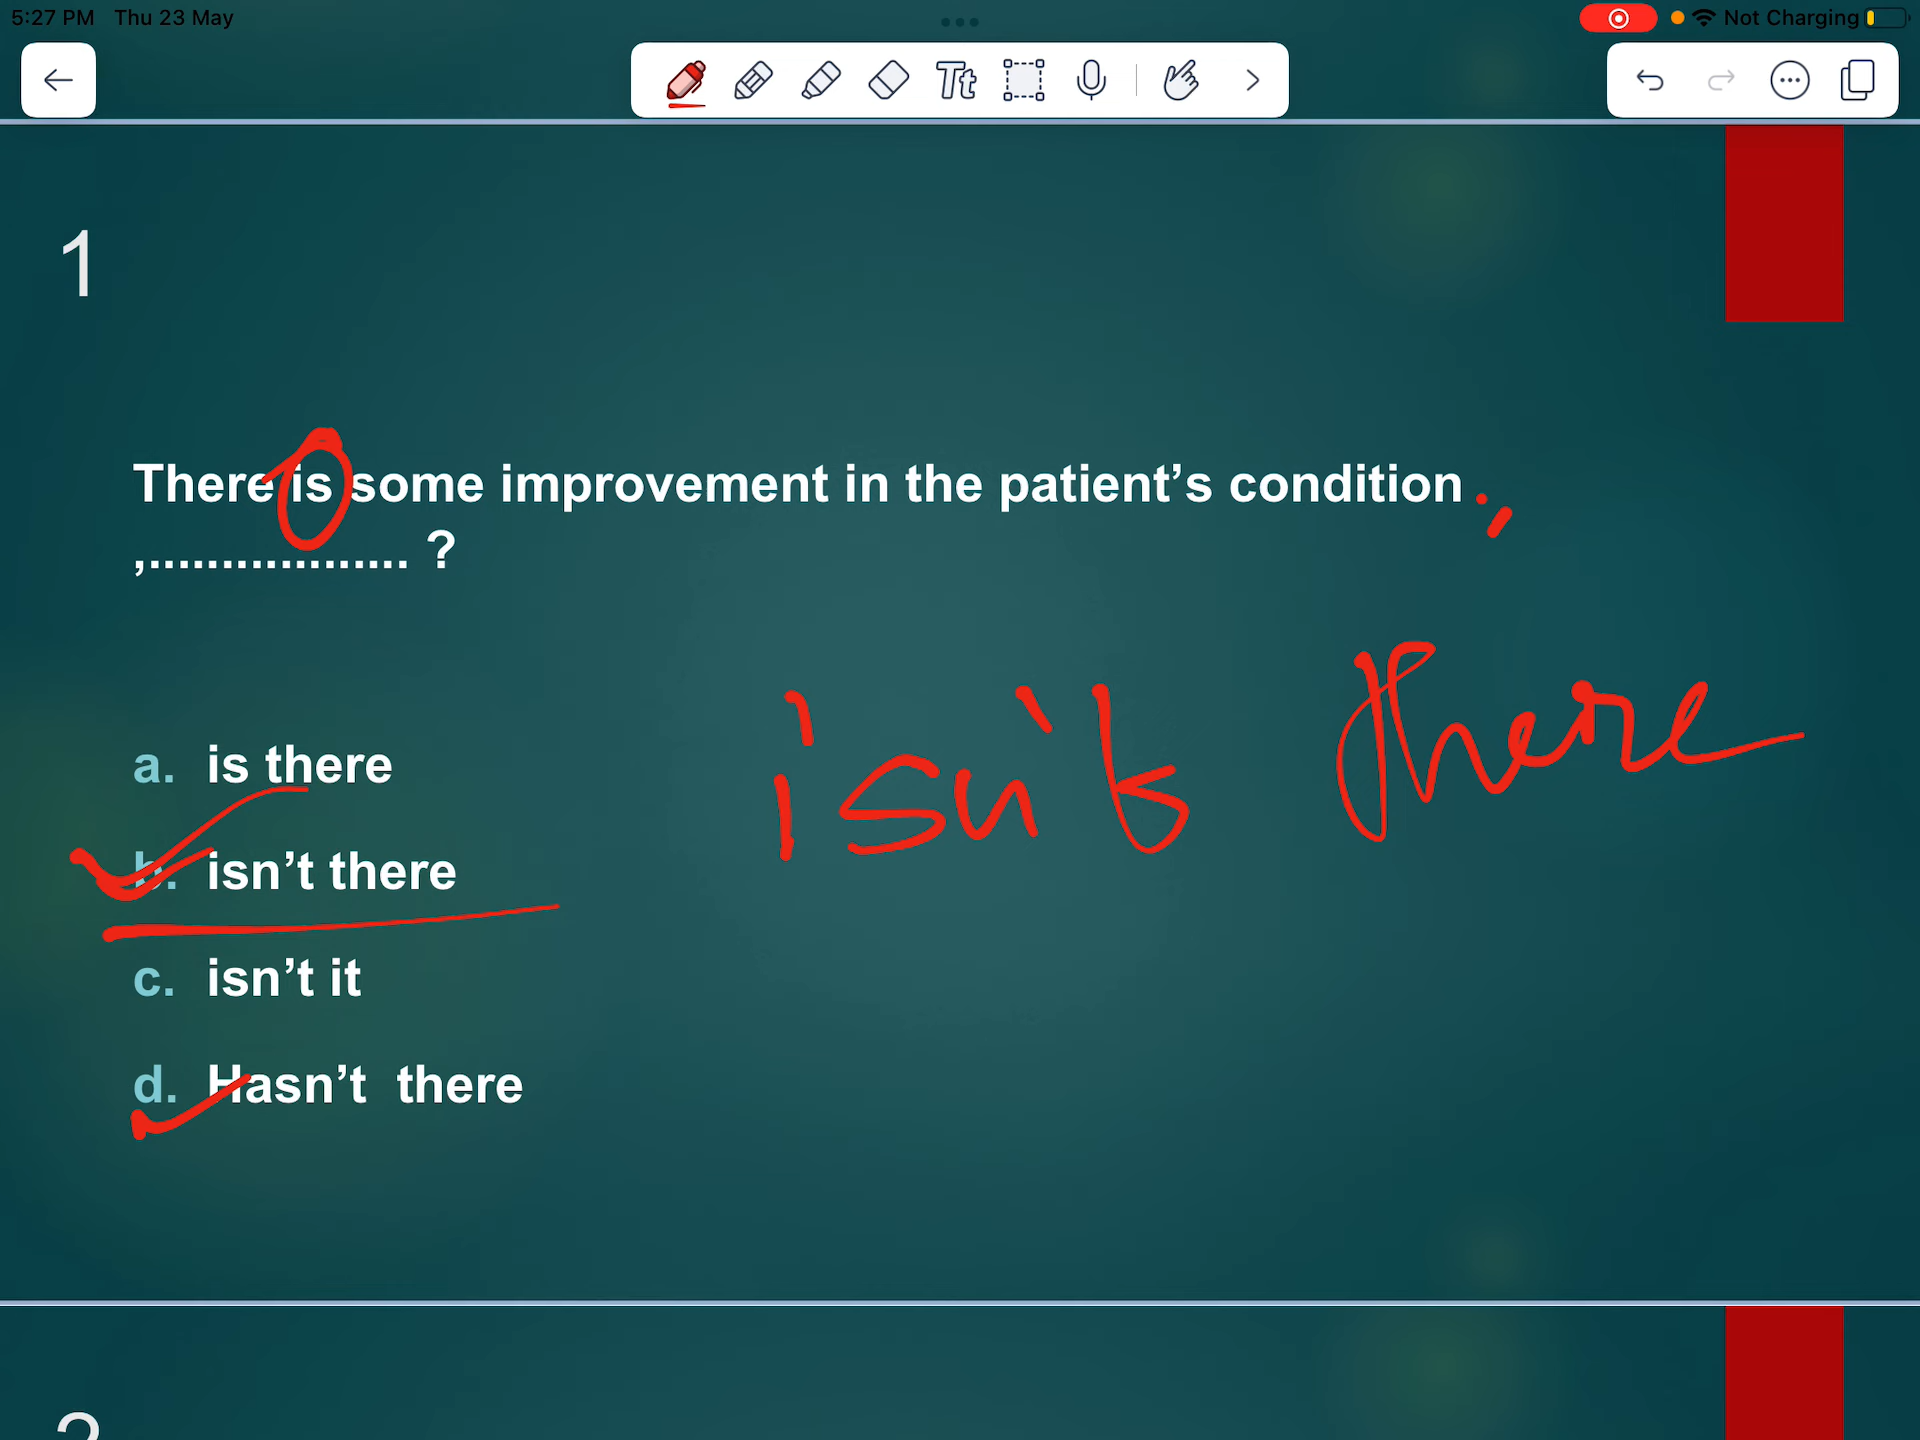 5:27 PM Thu 23 May
Not Charging
Tt
1
There is some improvement in the patient’s condition
,.................. ?
isn't there
a. is there
b. isn’t there
c. isn’t it
d. Hasn’t there